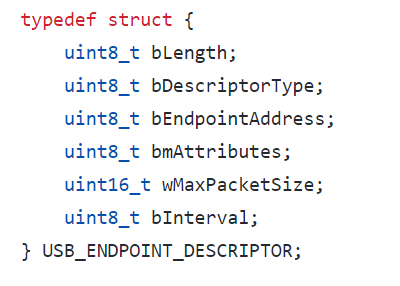 typedef struct {
    uint8_t bLength;
    uint8_t bDescriptorType;
    uint8_t bEndpointAddress;
    uint8_t bmAttributes;
    uint16_t wMaxPacketSize;
    uint8_t bInterval;
} USB_ENDPOINT_DESCRIPTOR;